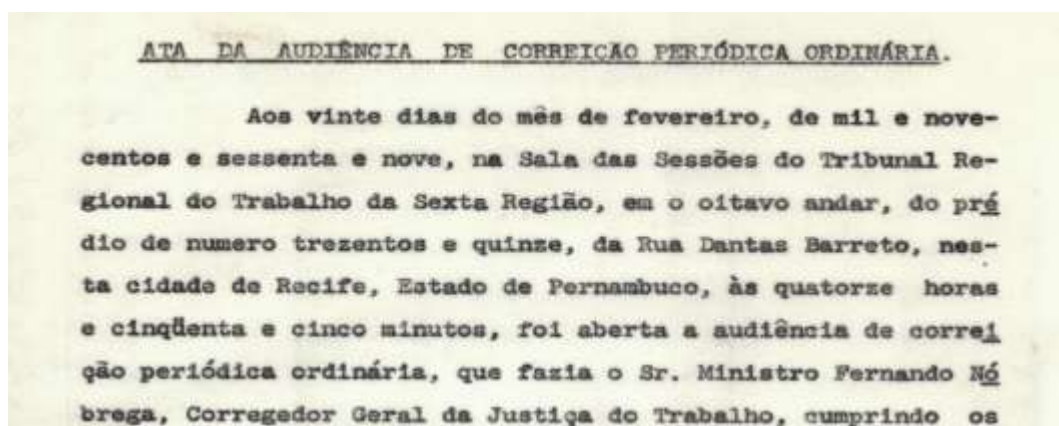 ATA DA AUDIÊNCIA DE CORREIÇÃO PERIÓDICA ORDINÁRIA.
Aos vinte dias do mês de fevereiro, de mil e nove-
centos e sessenta e nove, na Sala das Sessões do Tribunal Re-
gional do Trabalho da Sexta Região, em o oitavo andar, do pré
dio de numero trezentos e quinze, da Rua Dantas Barreto, nes-
ta cidade de Recife, Estado de Pernambuco, às quatorze horas
e cinqüenta e cinco minutos, foi aberta a audiência de correi
ção periódica ordinária, que fazia o Sr. Ministro Fernando Nó
brega, Corregedor Geral da Justiça do Trabalho, cumprindo os